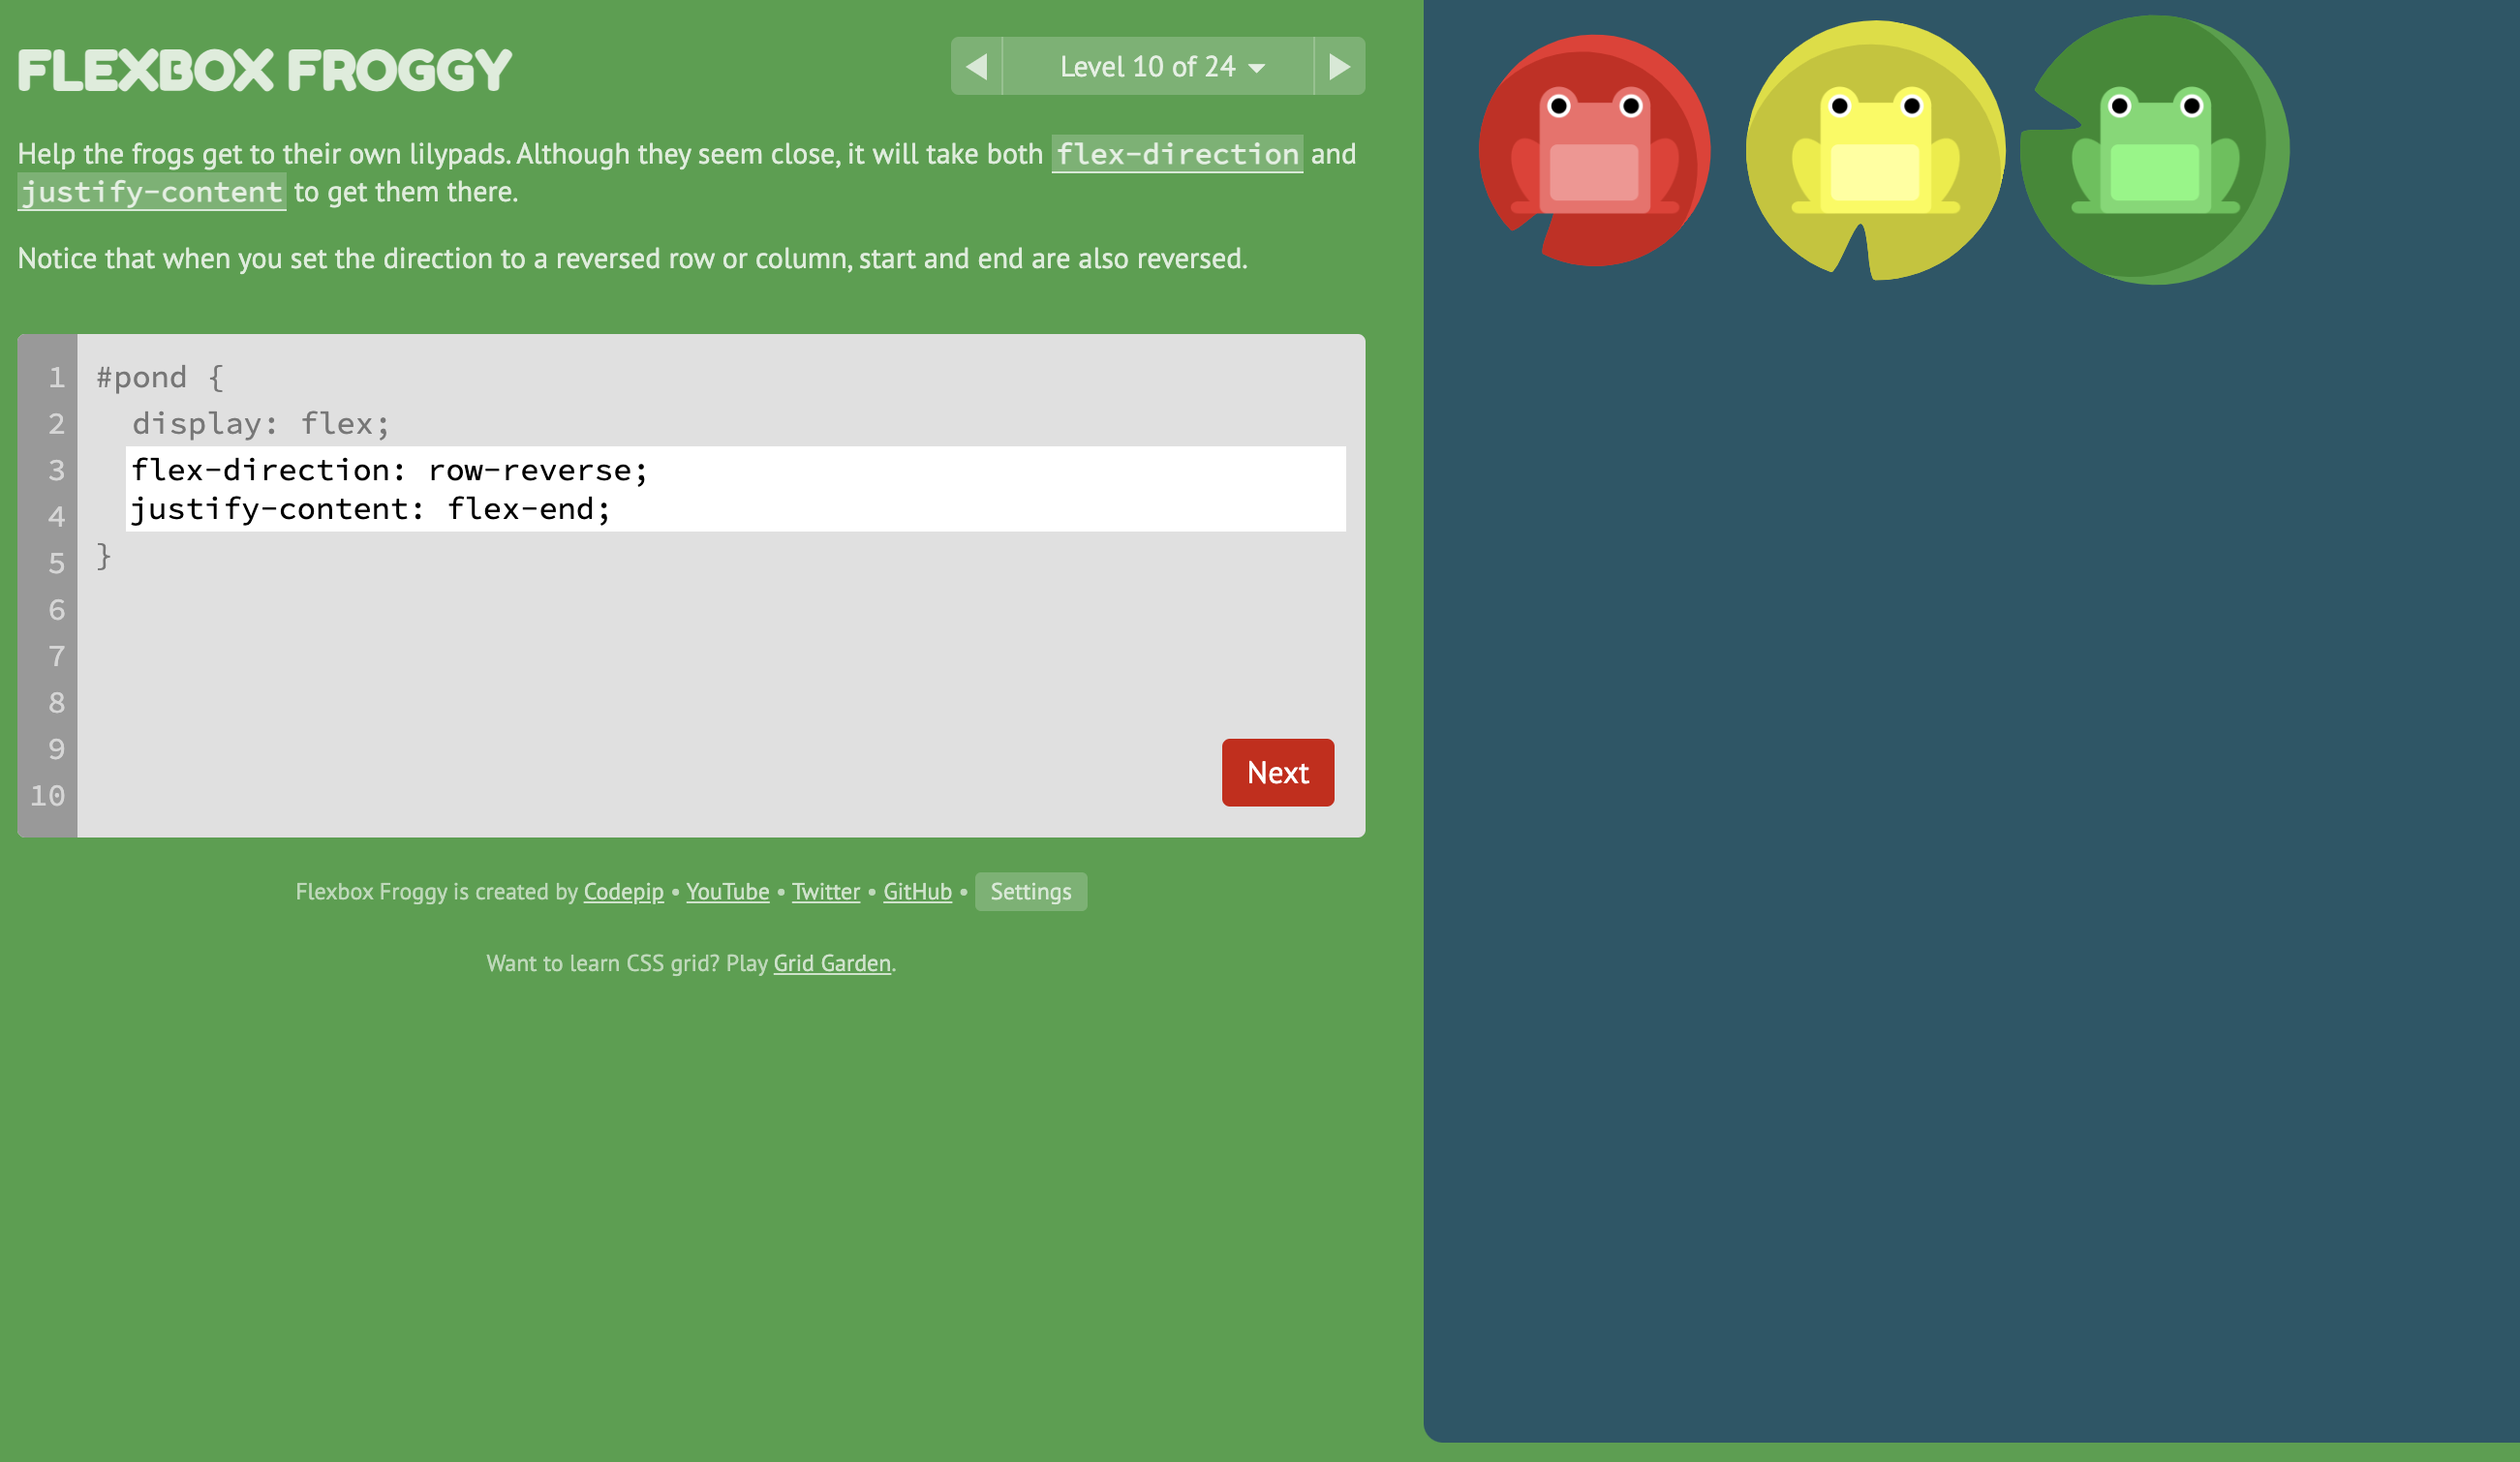 FLEXBOX FROGGY
Level 10 of 24
Help the frogs get to their own lilypads. Although they seem close, it will take both flex-direction and
justify-content to get them there.
Notice that when you set the direction to a reversed row or column, start and end are also reversed.
1 #pond {
2 display: flex;
3 flex-direction: row-reverse;
4 justify-content: flex-end;
5 }
6
7
8
9
10
Next
Flexbox Froggy is created by Codepip • YouTube • Twitter • GitHub • Settings
Want to learn CSS grid? Play Grid Garden.